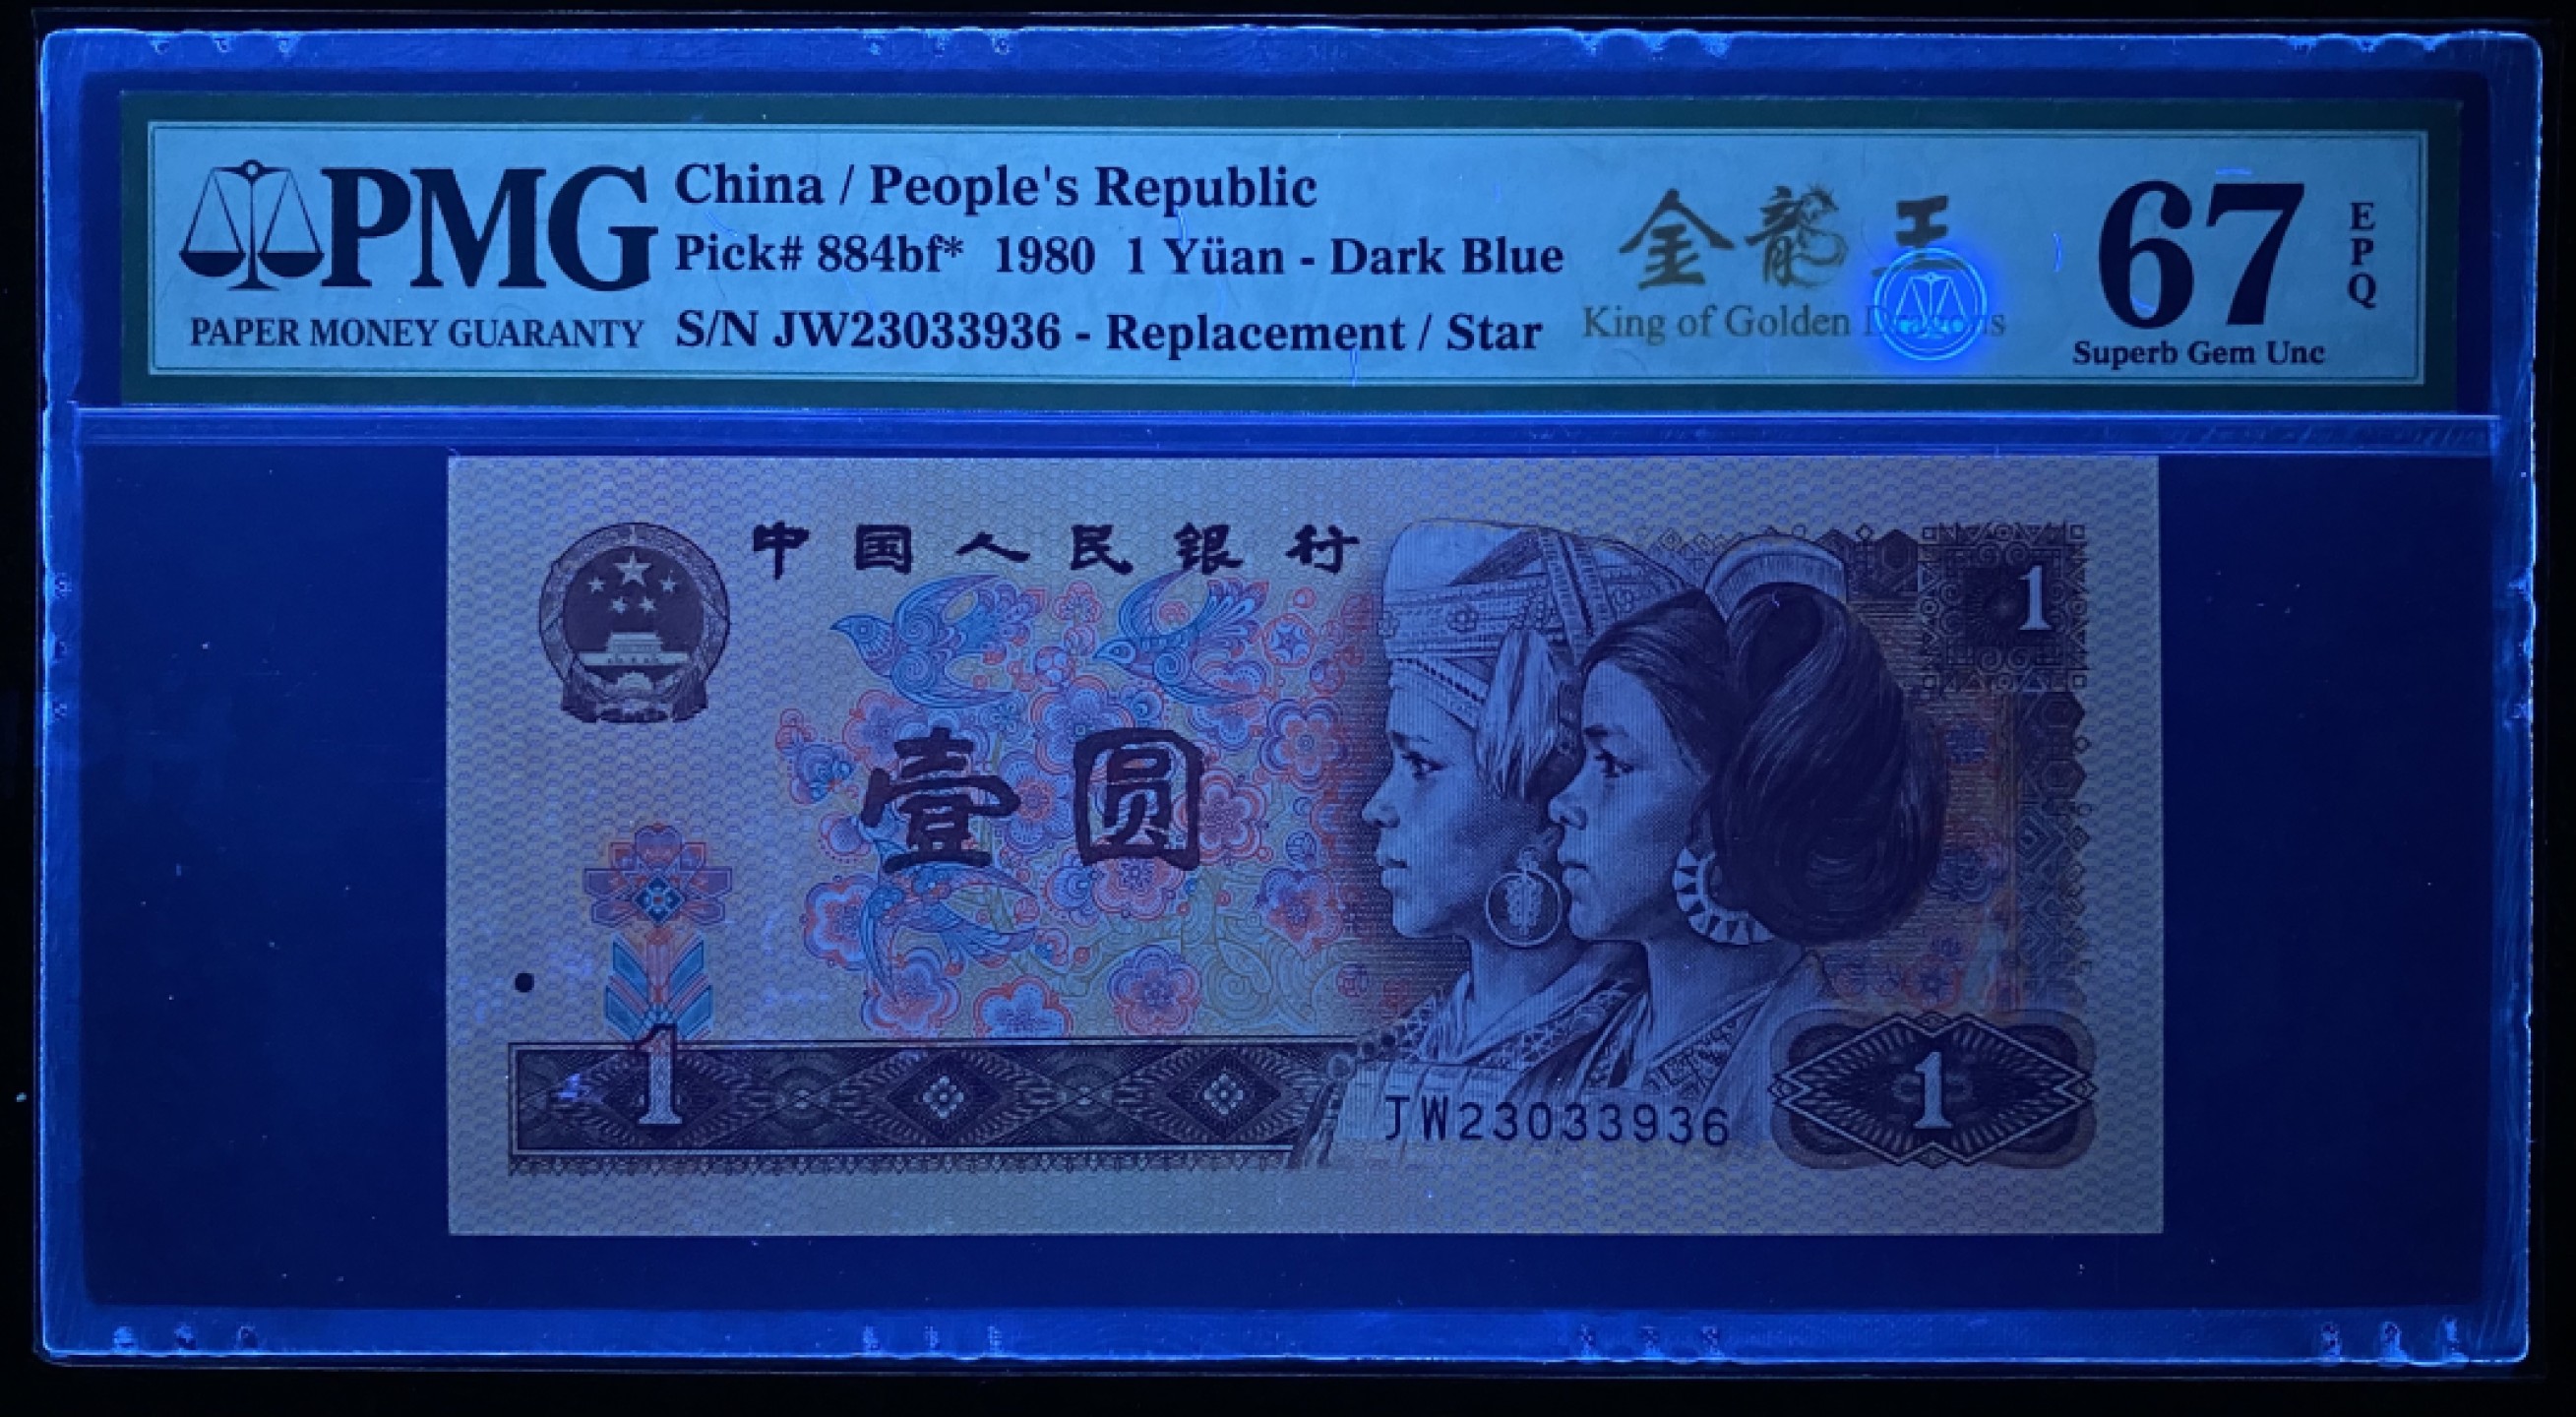 PMG
PAPER MONEY GUARANTY
China / People's Republic
Pick# 884bf* 1980 1 Yüan - Dark Blue
S/N JW23033936 - Replacement / Star
金龍王
King of Golden Dragons
67
EPQ
Superb Gem Unc
中国人民银行
1
壹圆
1
JW23033936
1